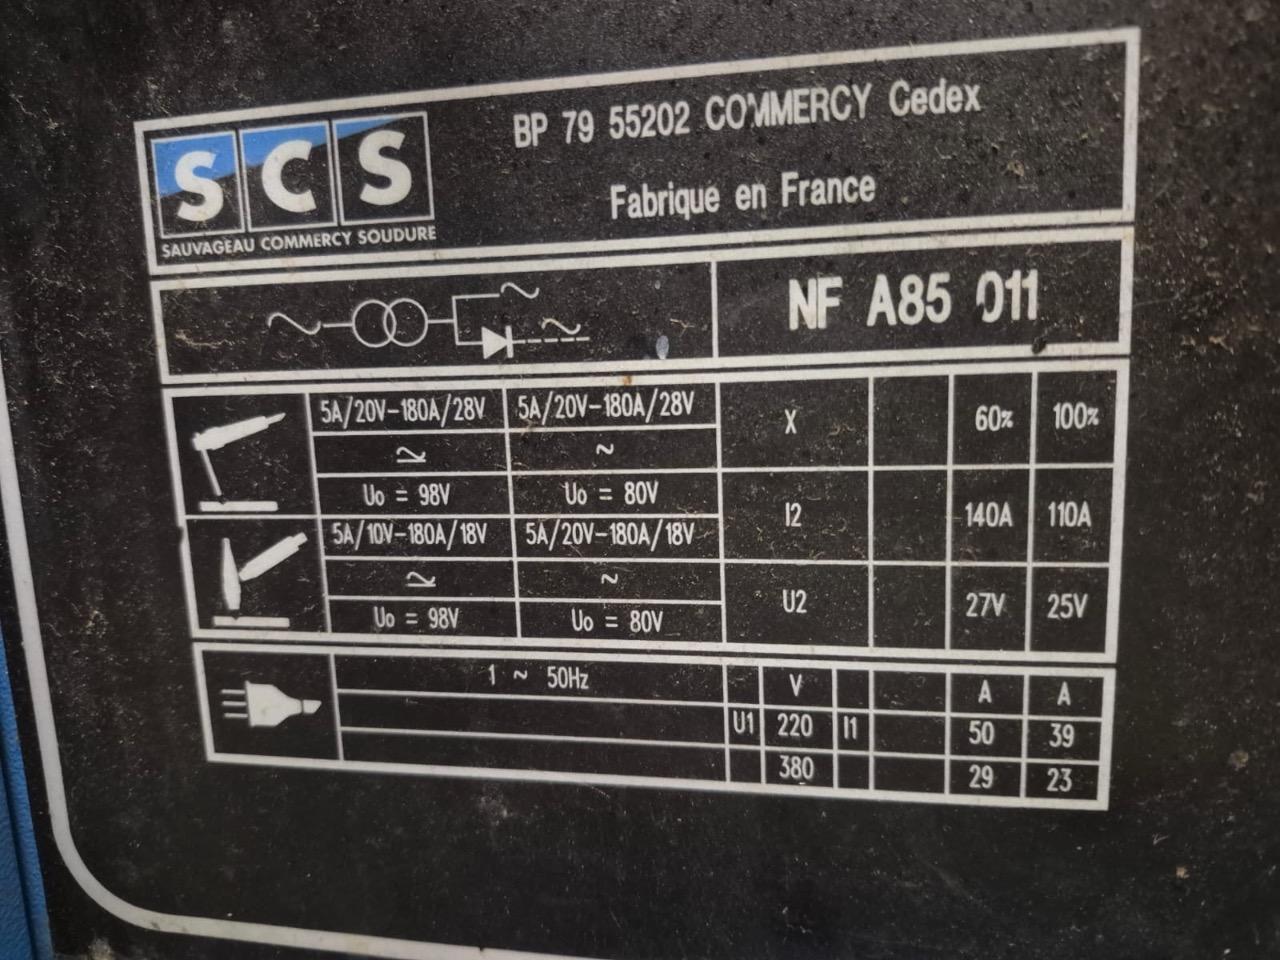 SCS
SAUVAGEAU COMMERCY SOUDURE
BP 79 55202 COMMERCY Cedex
Fabrique en France
NF A85 011
5A/20V-180A/28V 5A/20V-180A/28V
~
Uo = 98V Uo = 80V
5A/10V-180A/18V 5A/20V-180A/18V
~
Uo = 98V Uo = 80V
X 60% 100%
I2 140A 110A
U2 27V 25V
1 ~ 50Hz V A A
U1 220 I1 50 39
380 29 23